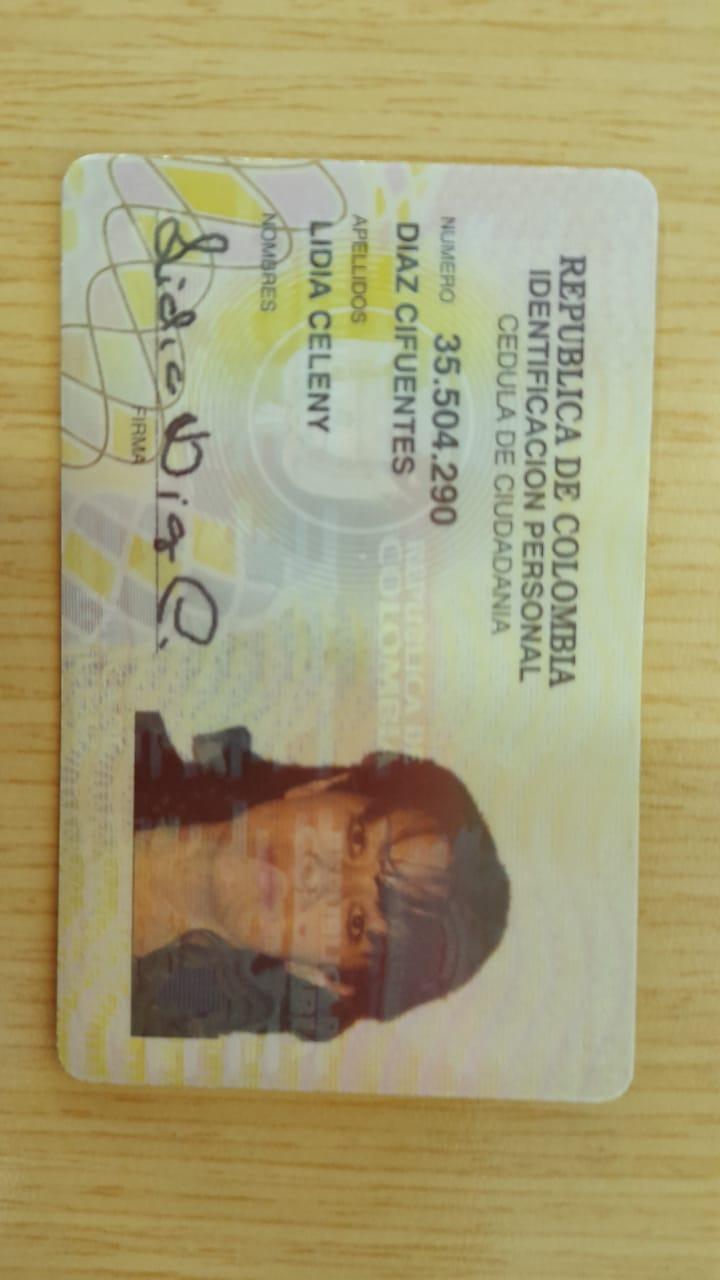 REPUBLICA DE COLOMBIA
IDENTIFICACION PERSONAL
CEDULA DE CIUDADANIA
NUMERO 35.504.290
DIAZ CIFUENTES
APELLIDOS
LIDIA CELENY
NOMBRES
Lidia Diaz C.
FIRMA
REPUBLICA DE
COLOMBIA